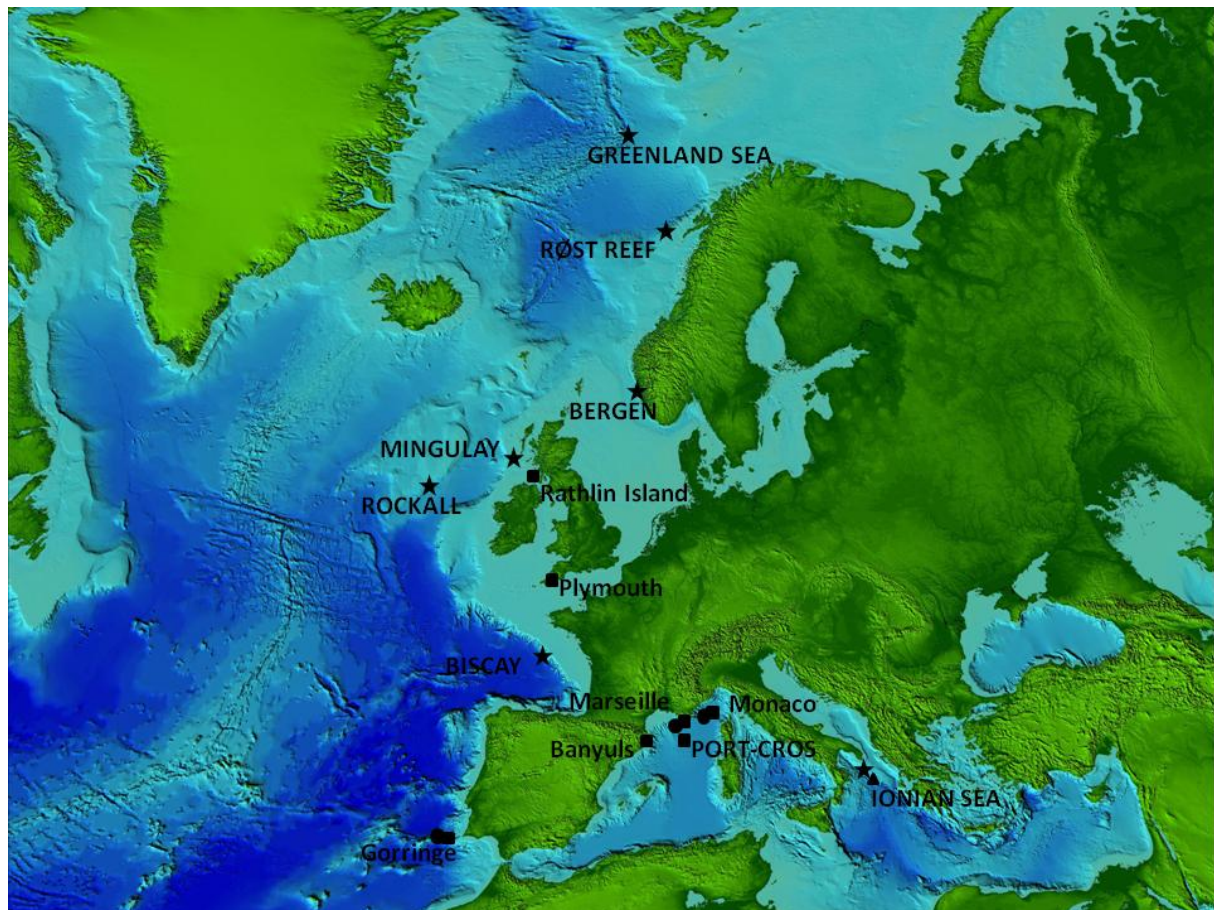 GREENLAND SEA
RØST REEF
BERGEN
MINGULAY
Rathlin Island
ROCKALL
Plymouth
BISCAY
Marseille
Monaco
Banyuls
PORT-CROS
IONIAN SEA
Gorringe